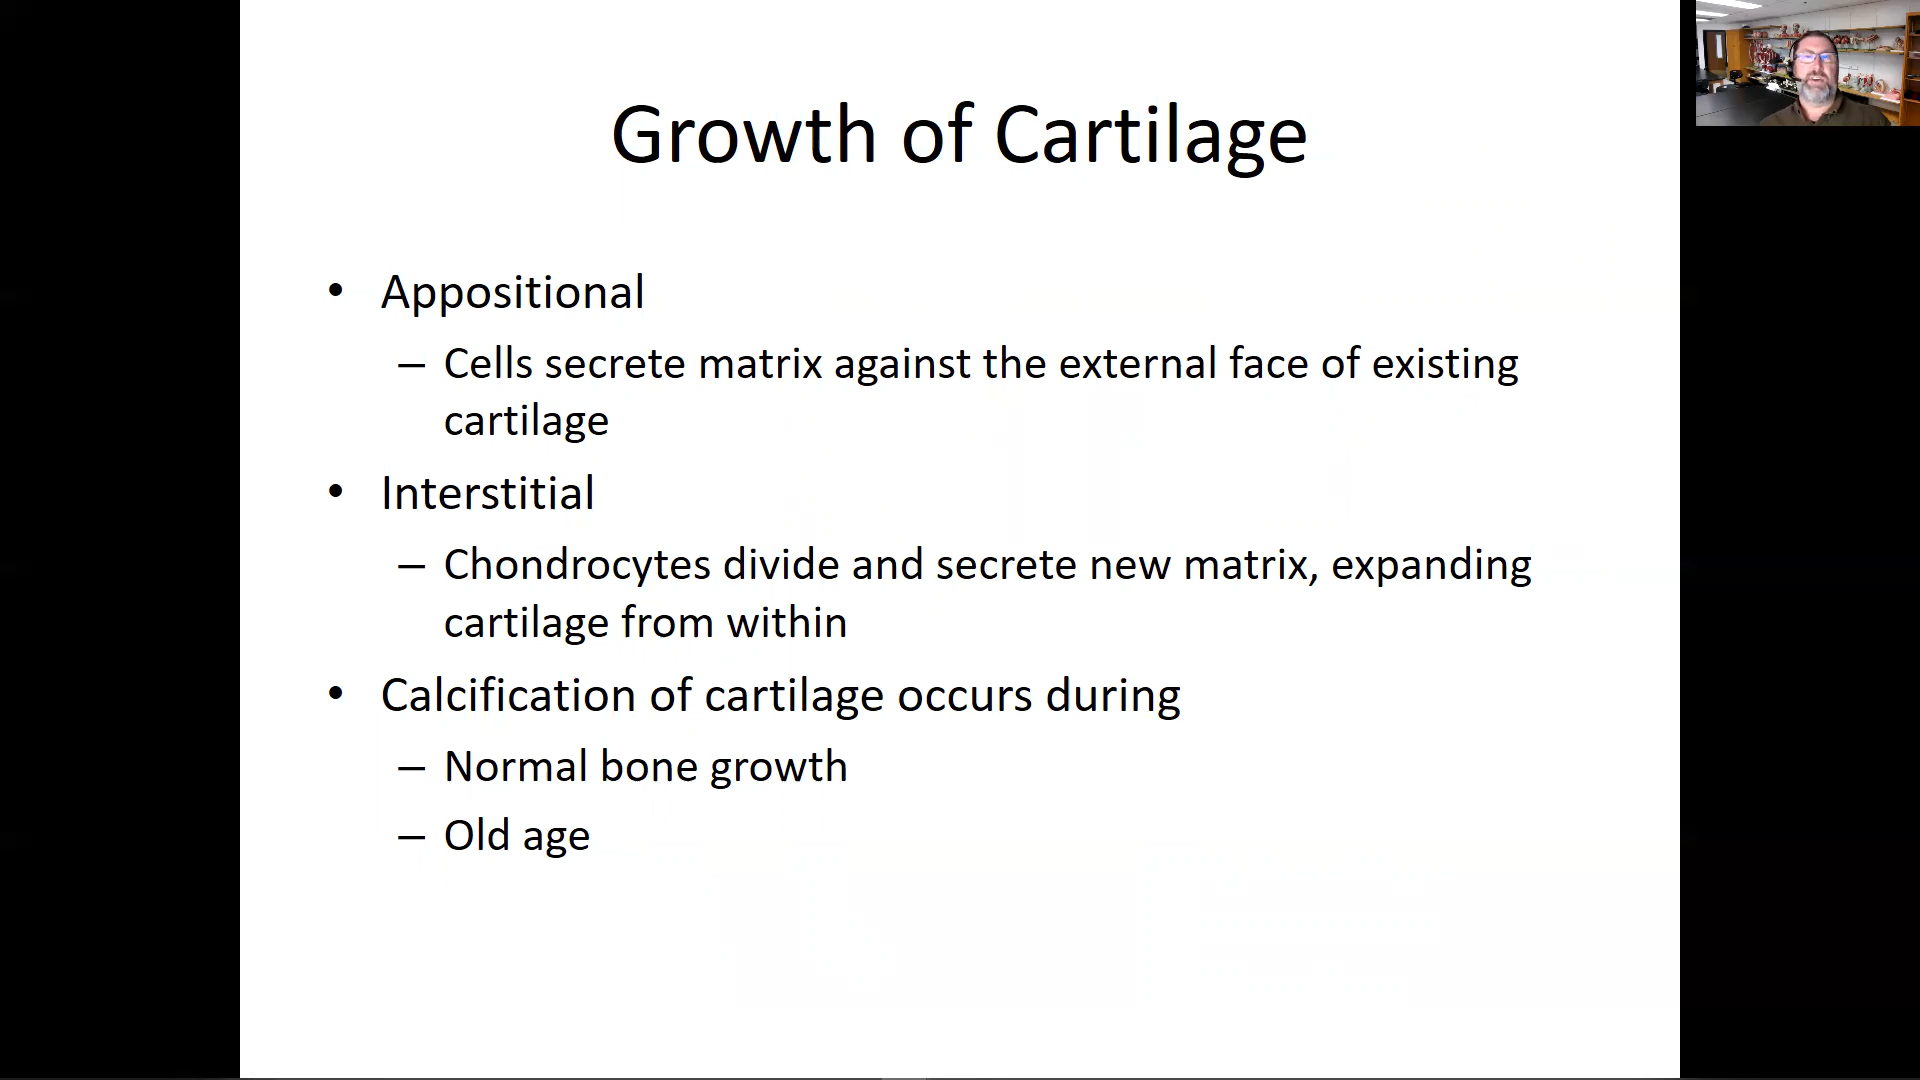 Growth of Cartilage
• Appositional
– Cells secrete matrix against the external face of existing
cartilage
• Interstitial
– Chondrocytes divide and secrete new matrix, expanding
cartilage from within
• Calcification of cartilage occurs during
– Normal bone growth
– Old age